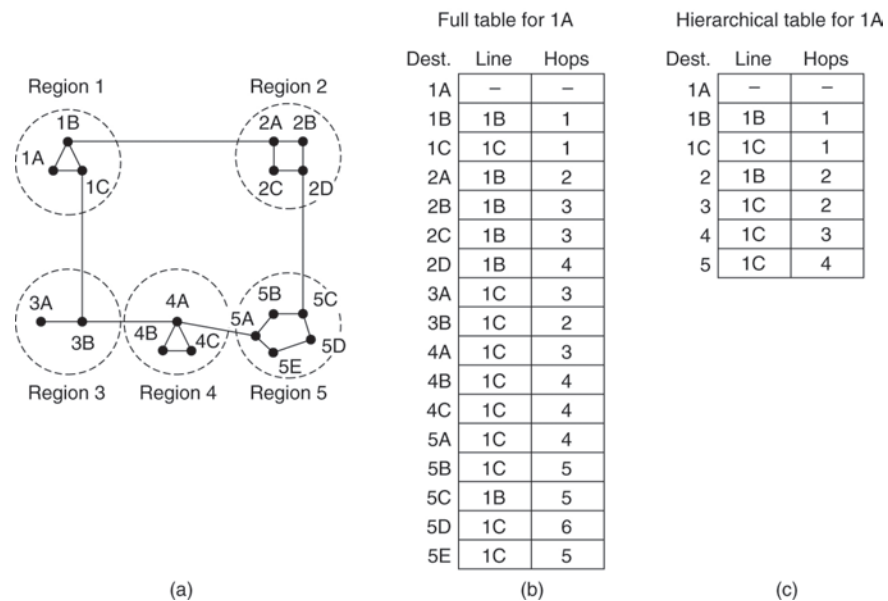 Full table for 1A
Hierarchical table for 1A
Dest. Line Hops
Dest. Line Hops
Region 1
Region 2
1B
2A 2B
1A
1C
2C 2D
3A
3B
4A
4B 4C
5B 5C
5A
5D
5E
Region 3 Region 4 Region 5
1A – –
1B 1B 1
1C 1C 1
2A 1B 2
2B 1B 3
2C 1B 3
2D 1B 4
3A 1C 3
3B 1C 2
4A 1C 3
4B 1C 4
4C 1C 4
5A 1C 4
5B 1C 5
5C 1B 5
5D 1C 6
5E 1C 5
1A – –
1B 1B 1
1C 1C 1
2 1B 2
3 1C 2
4 1C 3
5 1C 4
(a) (b) (c)